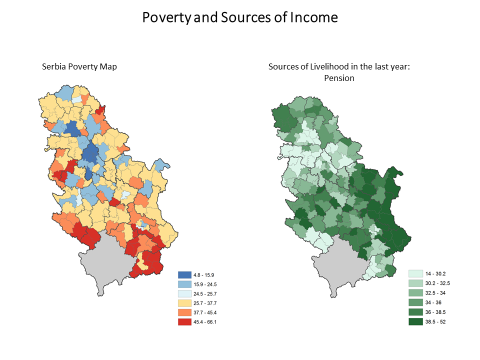 Poverty and Sources of Income
Serbia Poverty Map
Sources of Livelihood in the last year:
Pension
4.8 - 15.9
15.9 - 24.5
24.5 - 25.7
25.7 - 37.7
37.7 - 45.4
45.4 - 66.1
14 - 30.2
30.2 - 32.5
32.5 - 34
34 - 36
36 - 38.5
38.5 - 52